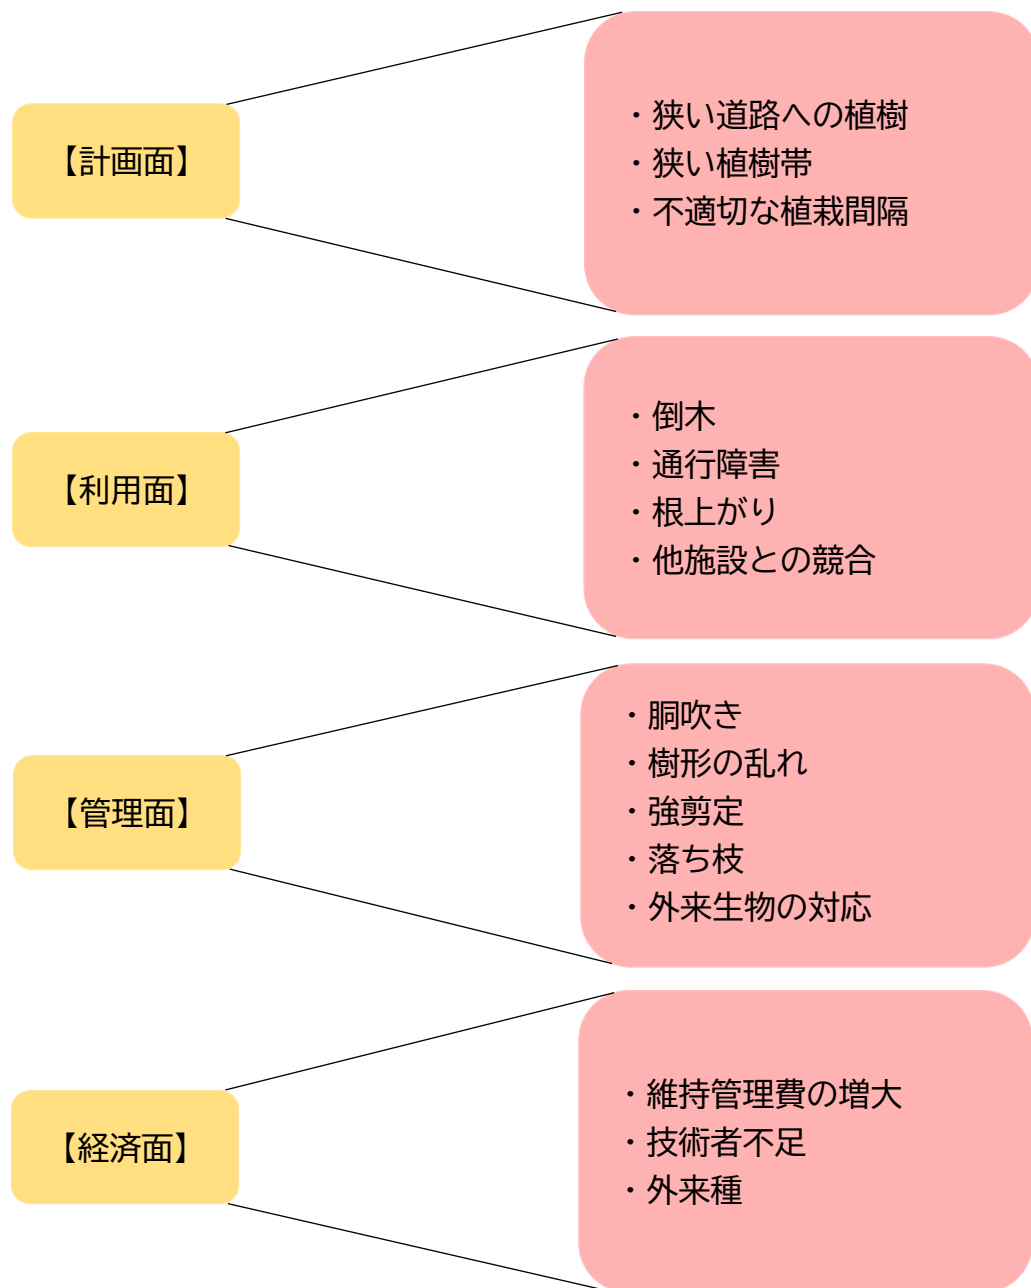 【計画面】
・狭い道路への植樹
・狭い植樹帯
・不適切な植栽間隔
【利用面】
・倒木
・通行障害
・根上がり
・他施設との競合
【管理面】
・胴吹き
・樹形の乱れ
・強剪定
・落ち枝
・外来生物の対応
【経済面】
・維持管理費の増大
・技術者不足
・外来種